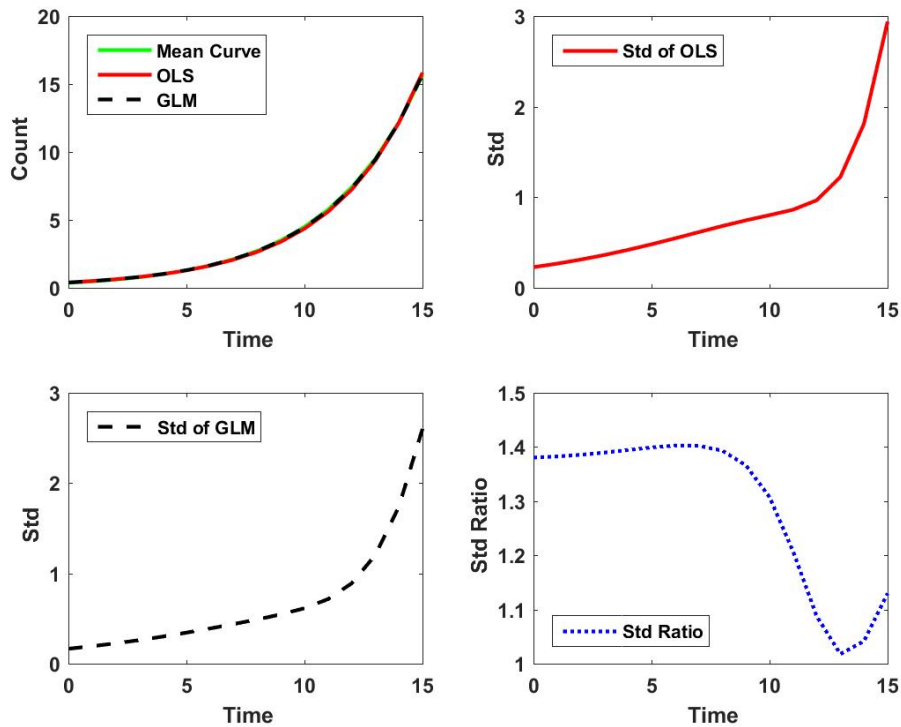 20
15
10
5
0
Count
Mean Curve
OLS
GLM
0 5 10 15
Time
3
2
1
0
Std
Std of OLS
0 5 10 15
Time
3
2
1
0
Std
Std of GLM
0 5 10 15
Time
1.5
1.4
1.3
1.2
1.1
1
Std Ratio
Std Ratio
0 5 10 15
Time